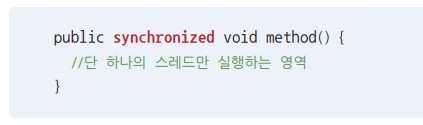 public synchronized void method() {
//단 하나의 스레드만 실행하는 영역
}